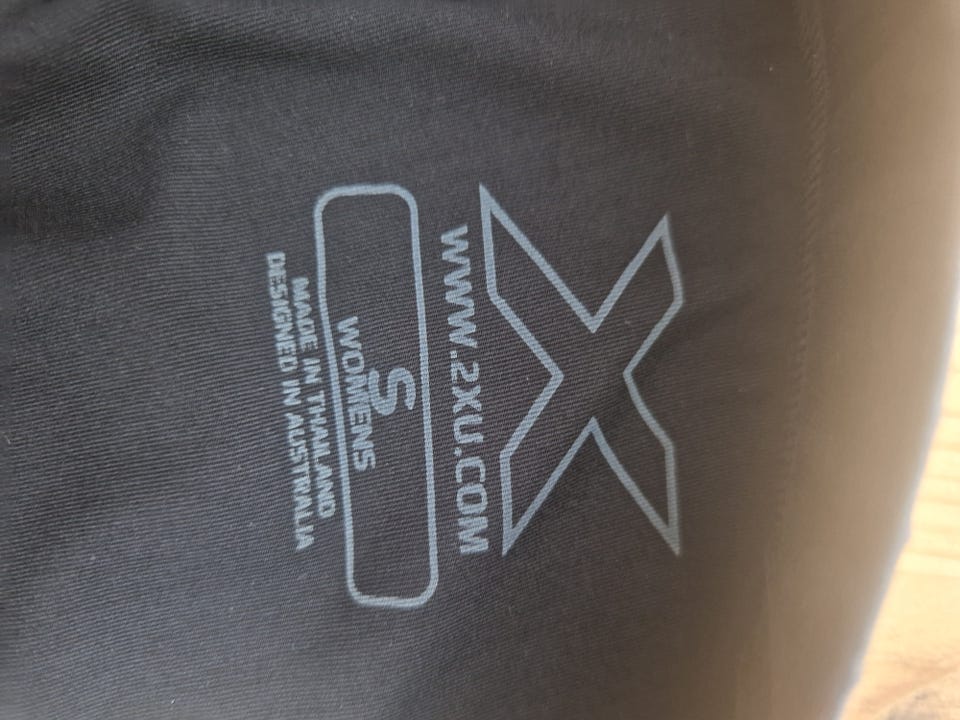 WWW.2XU.COM
S
WOMENS
MADE IN THAILAND
DESIGNED IN AUSTRALIA